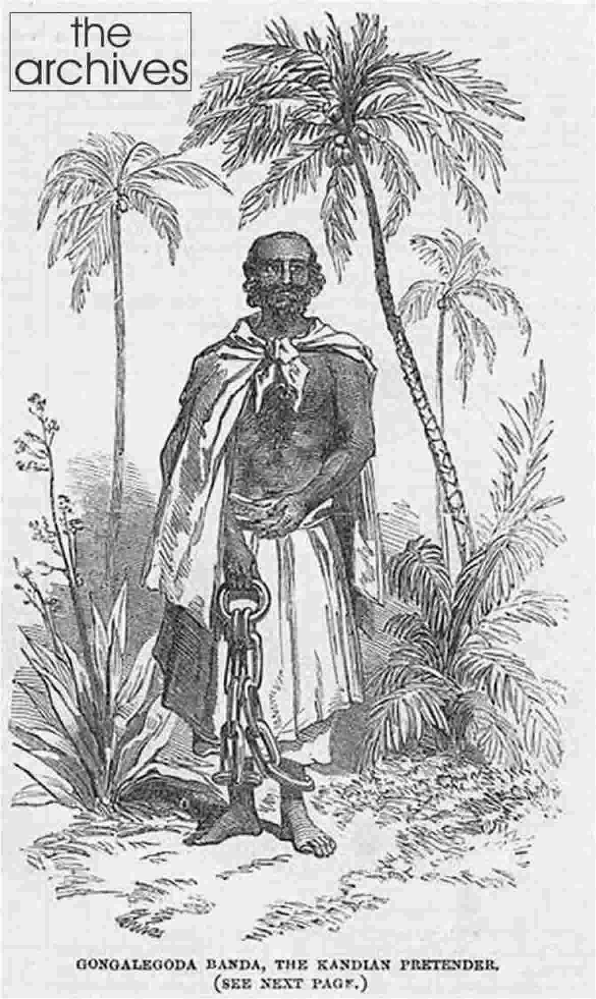 the
archives
GONGALEGODA BANDA, THE KANDIAN PRETENDER.
(SEE NEXT PAGE.)